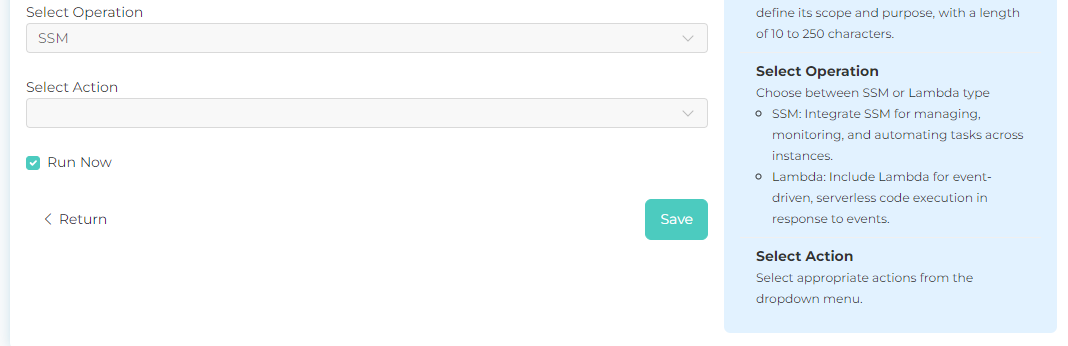 Select Operation
SSM
Select Action
Run Now
Return
Save
define its scope and purpose, with a length
of 10 to 250 characters.
Select Operation
Choose between SSM or Lambda type
SSM: Integrate SSM for managing,
monitoring, and automating tasks across
instances.
Lambda: Include Lambda for event-
driven, serverless code execution in
response to events.
Select Action
Select appropriate actions from the
dropdown menu.